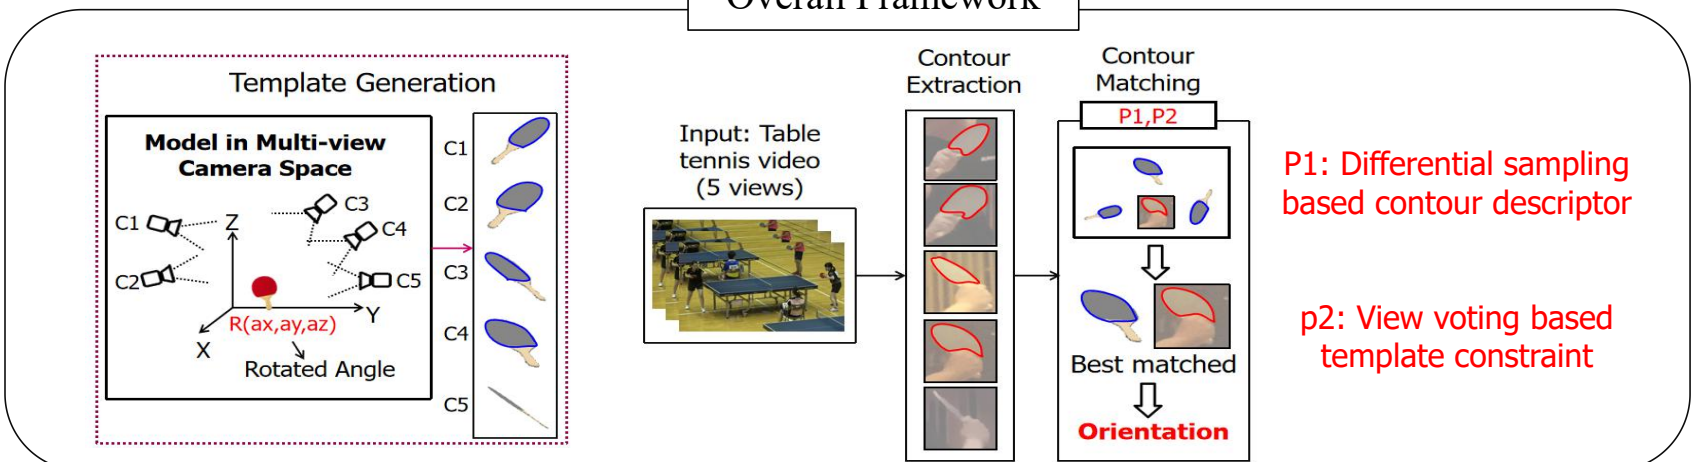 Overall Framework
Template Generation
Model in Multi-view
Camera Space
C1
C2
C3
C4
C5
Z
Y
X
R(ax,ay,az)
Rotated Angle
C1
C2
C3
C4
C5
Input: Table
tennis video
(5 views)
Contour
Extraction
Contour
Matching
P1,P2
Best matched
Orientation
P1: Differential sampling
based contour descriptor
p2: View voting based
template constraint